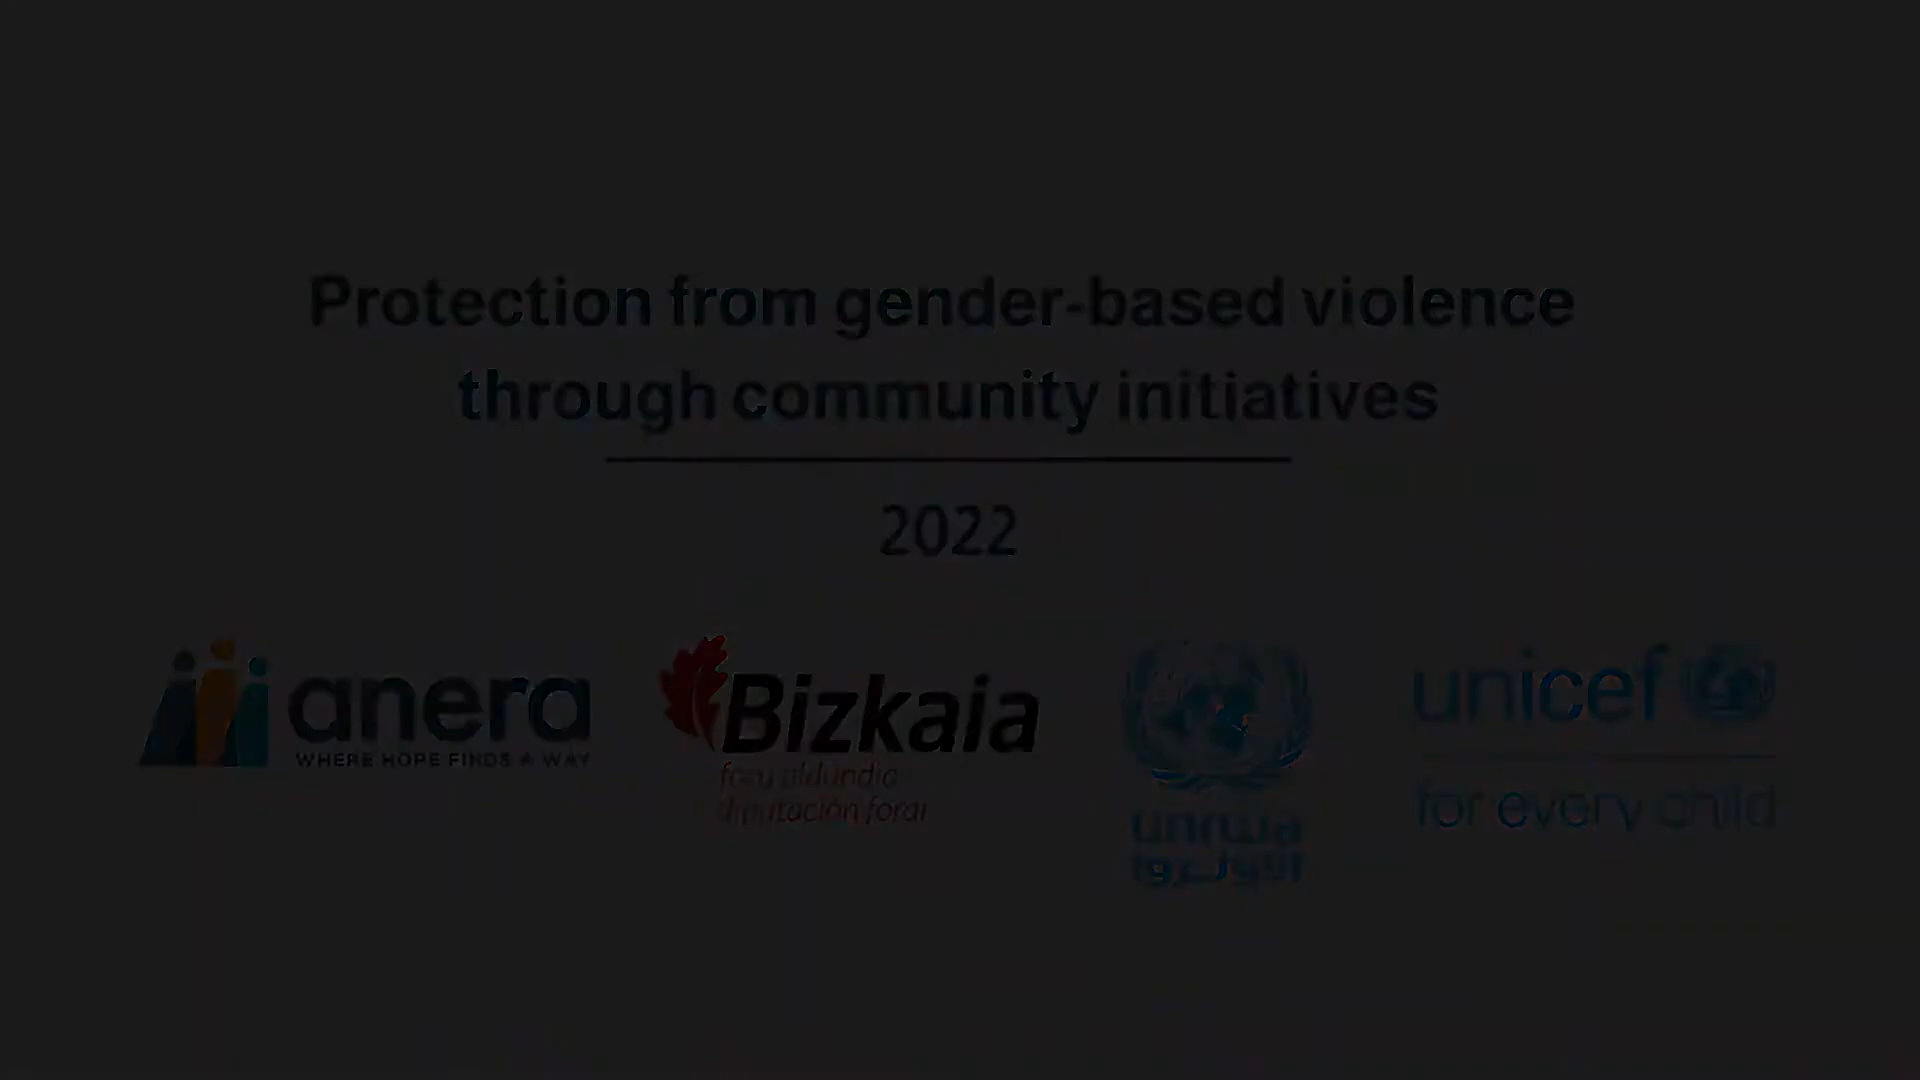 Protection from gender-based violence
through community initiatives
2022
anera
WHERE HOPE FINDS A WAY
Bizkaia
foru aldundia
diputación foral
unrwa
الأونروا
unicef
for every child